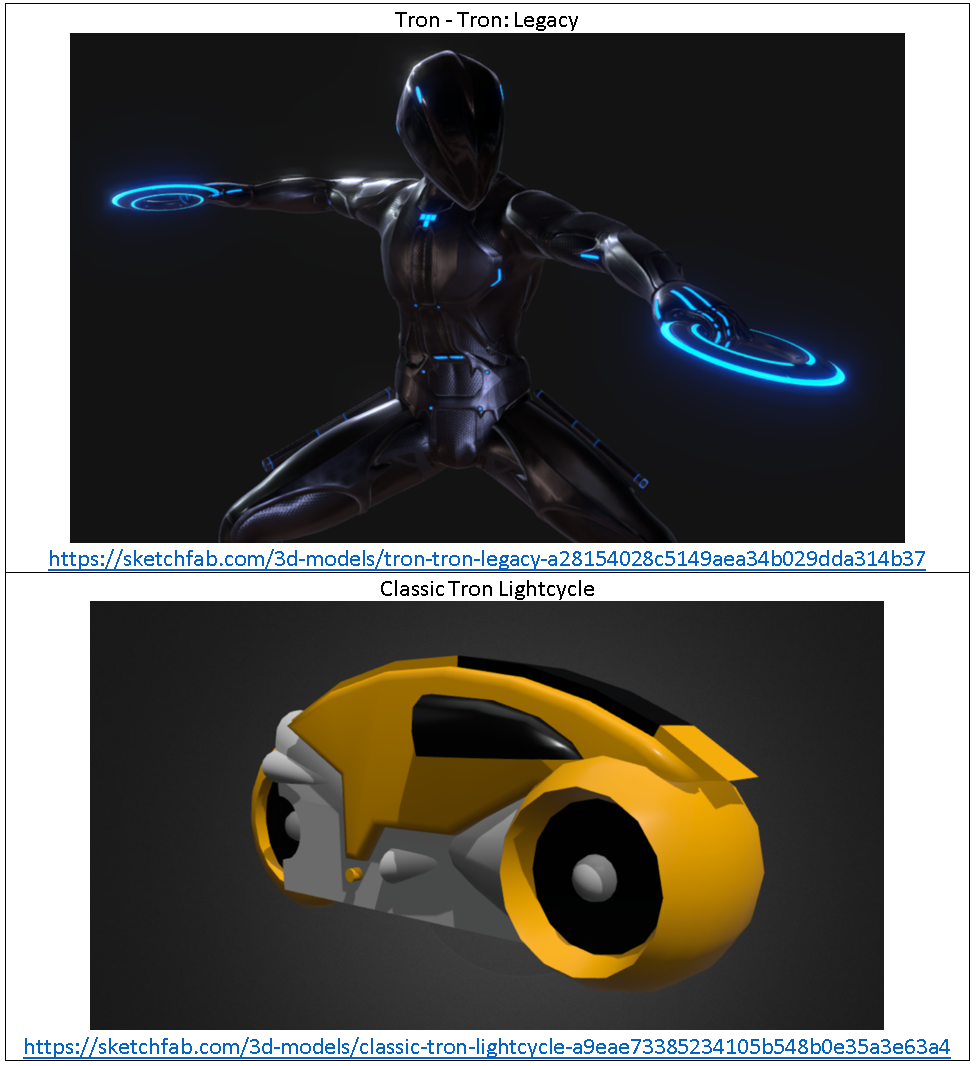 Tron - Tron: Legacy
https://sketchfab.com/3d-models/tron-tron-legacy-a28154028c5149aea34b029dda314b37
Classic Tron Lightcycle
https://sketchfab.com/3d-models/classic-tron-lightcycle-a9eae73385234105b548b0e35a3e63a4